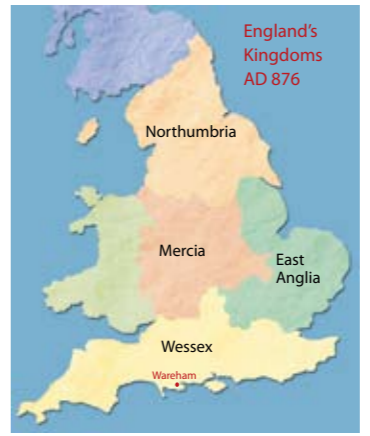 England's
Kingdoms
AD 876
Northumbria
Mercia
East
Anglia
Wessex
Wareham